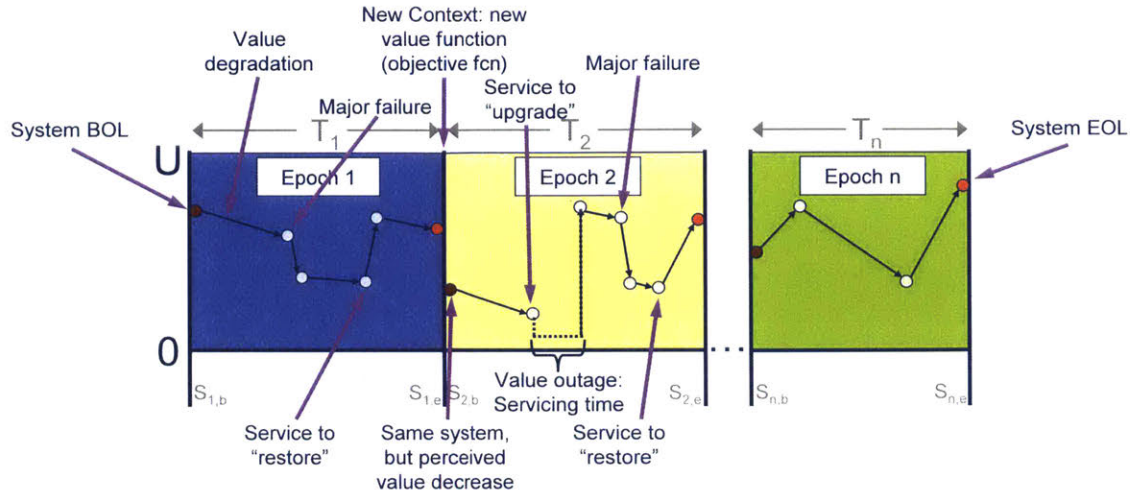 New Context: new
value function
(objective fcn)
Value
degradation
Major failure
Service to
“upgrade”
Major failure
System BOL
System EOL
T1
T2
Tn
U
Epoch 1
Epoch 2
Epoch n
0
...
Value outage:
Servicing time
S1,b
S1,e
S2,b
S2,e
Sn,b
Sn,e
Service to
“restore”
Same system,
but perceived
value decrease
Service to
“restore”